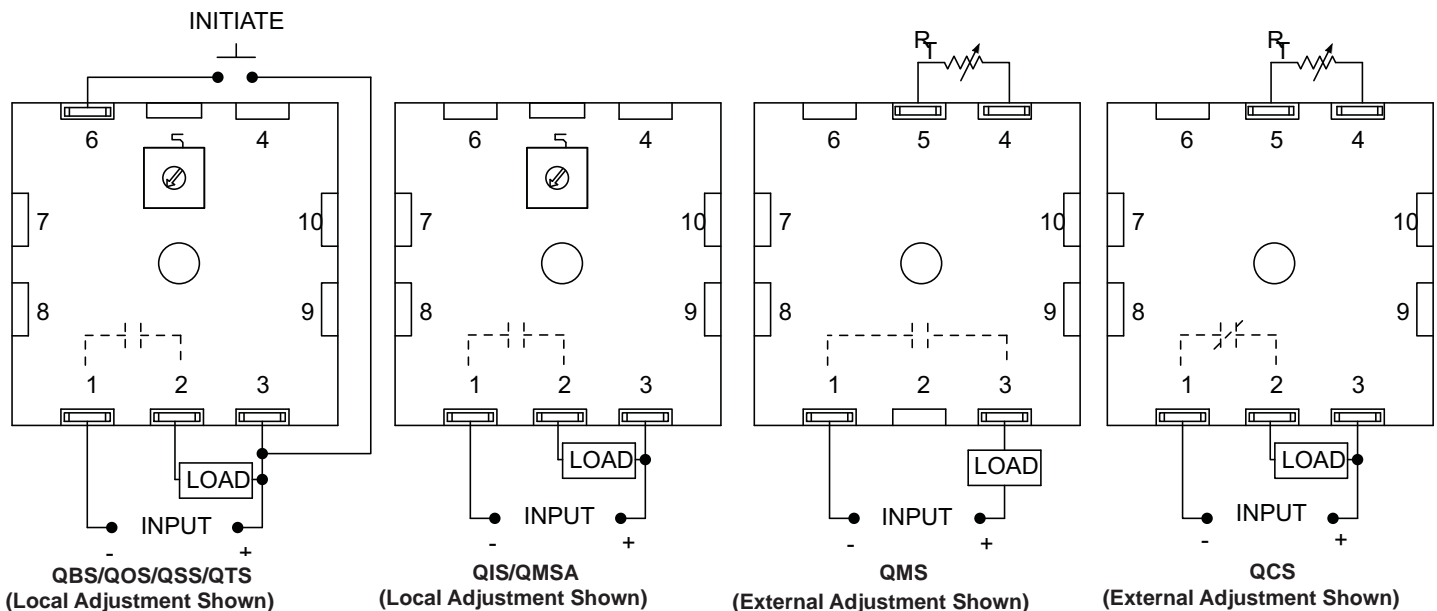 INITIATE
6
5
4
7
10
8
9
1
2
3
LOAD
INPUT
- +
QBS/QOS/QSS/QTS
(Local Adjustment Shown)
6
5
4
7
10
8
9
1
2
3
LOAD
INPUT
- +
QIS/QMSA
(Local Adjustment Shown)
RT
6
5
4
7
10
8
9
1
2
3
LOAD
INPUT
- +
QMS
(External Adjustment Shown)
RT
6
5
4
7
10
8
9
1
2
3
LOAD
INPUT
- +
QCS
(External Adjustment Shown)